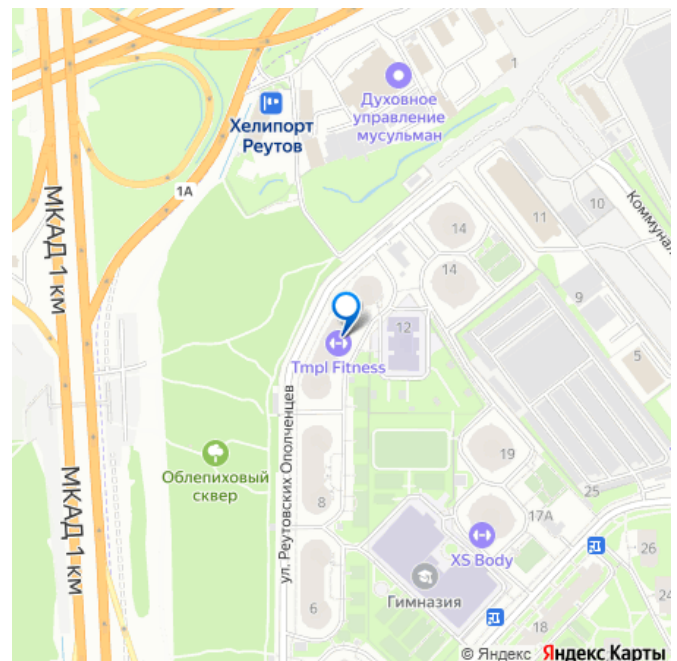 1
Духовное
управление
мусульман
Хелипорт
Реутов
1А
МКАД 1 км
14
11
10
Коммунал
14
9
12
5
Tmpl Fitness
ул. Реутовских Ополченцев
Облепиховый
сквер
19
25
МКАД 1 км
8
17А
XS Body
26
Гимназия
24
6
18
© Яндекс Яндекс Карты